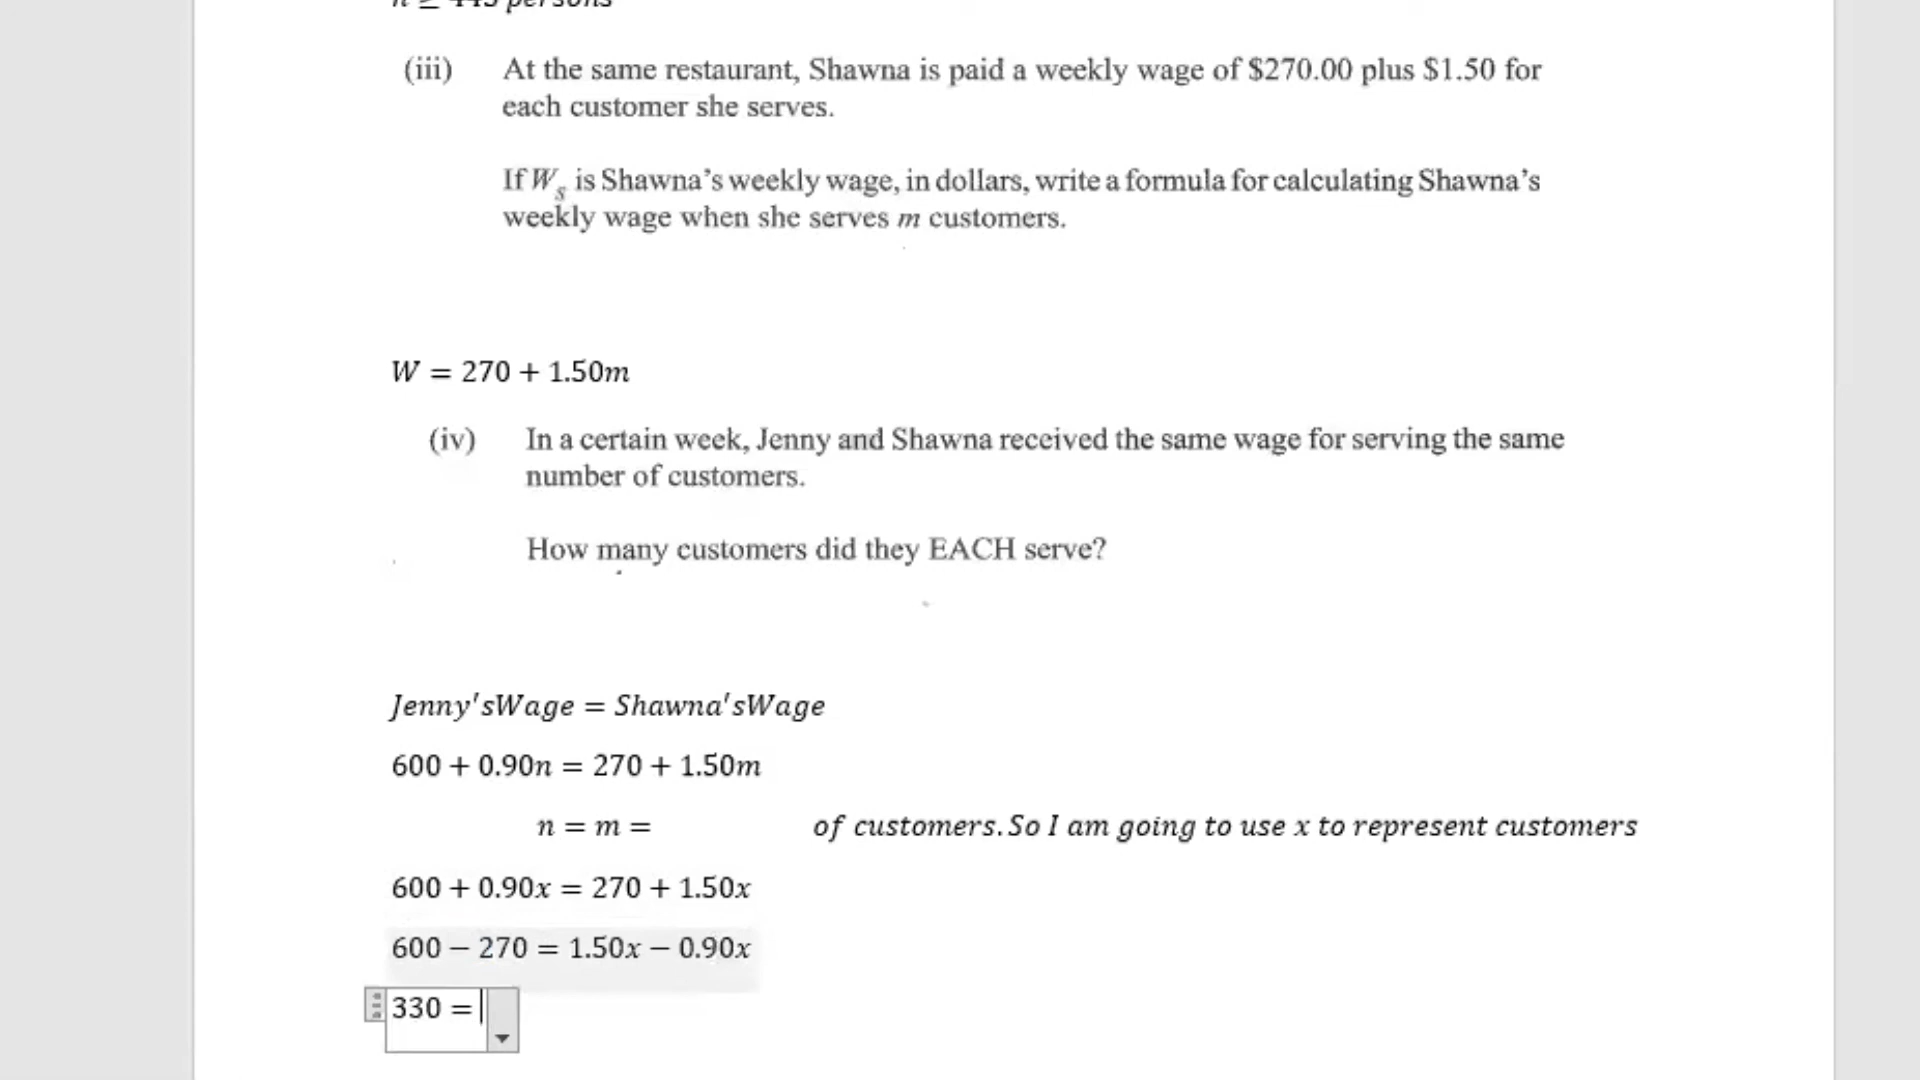 (iii) At the same restaurant, Shawna is paid a weekly wage of $270.00 plus $1.50 for
each customer she serves.
If Wₛ is Shawna's weekly wage, in dollars, write a formula for calculating Shawna's
weekly wage when she serves m customers.
W = 270 + 1.50m
(iv) In a certain week, Jenny and Shawna received the same wage for serving the same
number of customers.
How many customers did they EACH serve?
Jenny'sWage = Shawna'sWage
600 + 0.90n = 270 + 1.50m
n = m = of customers. So I am going to use x to represent customers
600 + 0.90x = 270 + 1.50x
600 − 270 = 1.50x − 0.90x
330 =